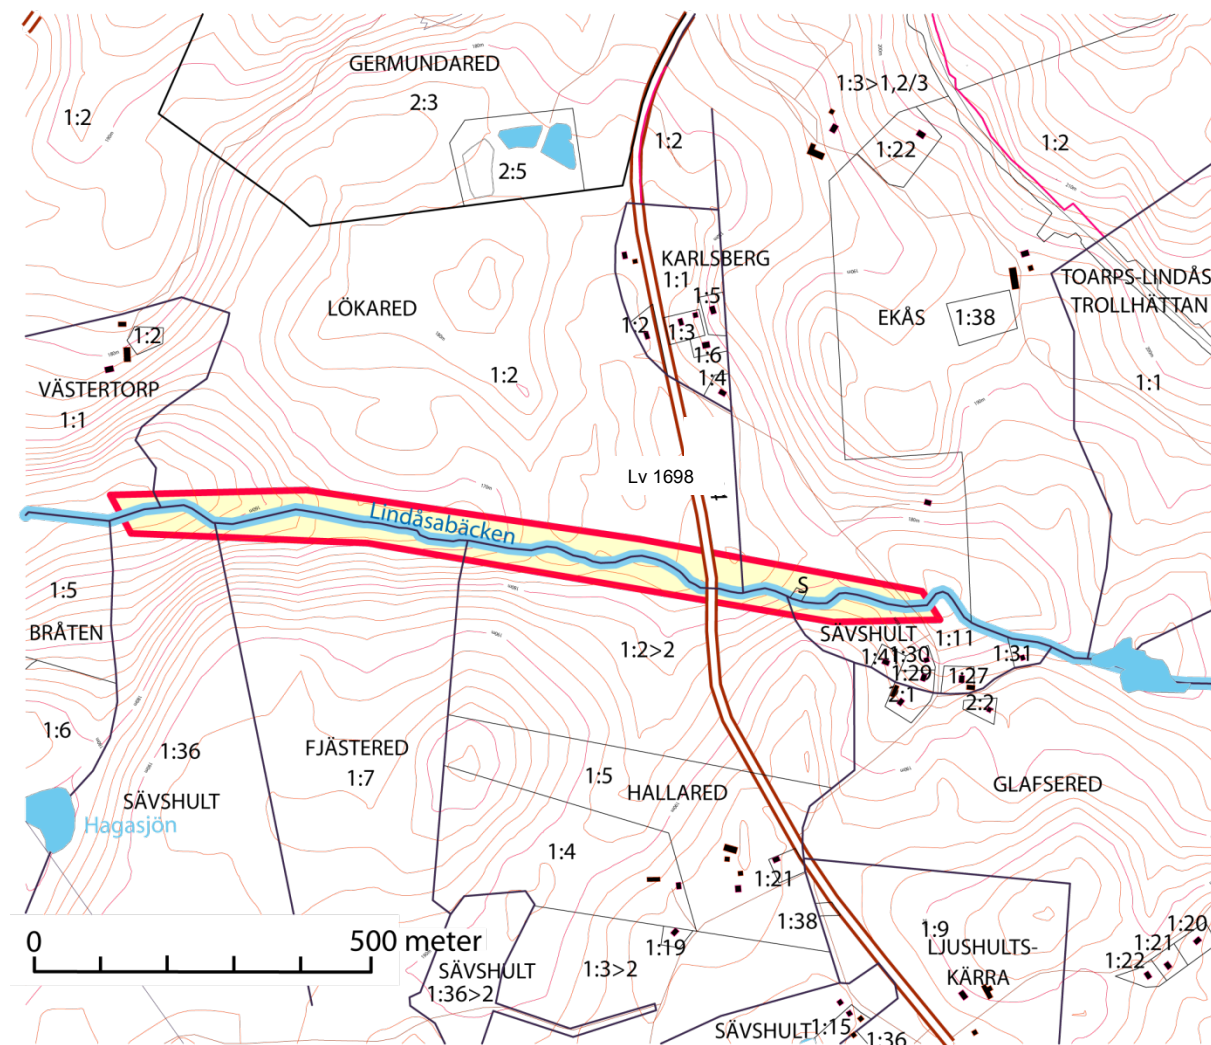 GERMUNDARED
2:3
1:2
2:5
1:2
1:3>1,2/3
1:22
1:2
KARLSBERG
1:1
1:5
1:2
1:3
1:6
1:4
LÖKARED
1:2
EKÅS
1:38
TOARPS-LINDÅS
TROLLHÄTTAN
1:1
1:2
VÄSTERTORP
1:1
Lv 1698
Lindåsabäcken
S
1:5
BRÅTEN
1:6
1:36
SÄVSHULT
Hagasjön
FJÄSTERED
1:7
1:2>2
SÄVSHULT
1:11
1:41
1:30
1:29
2:1
1:27
1:31
2:2
GLAFSERED
1:5
HALLARED
1:4
1:21
1:38
1:19
1:3>2
0
500 meter
SÄVSHULT
1:36>2
1:9
LJUSHULTS-
KÄRRA
1:20
1:21
1:22
SÄVSHULT
1:15
1:36